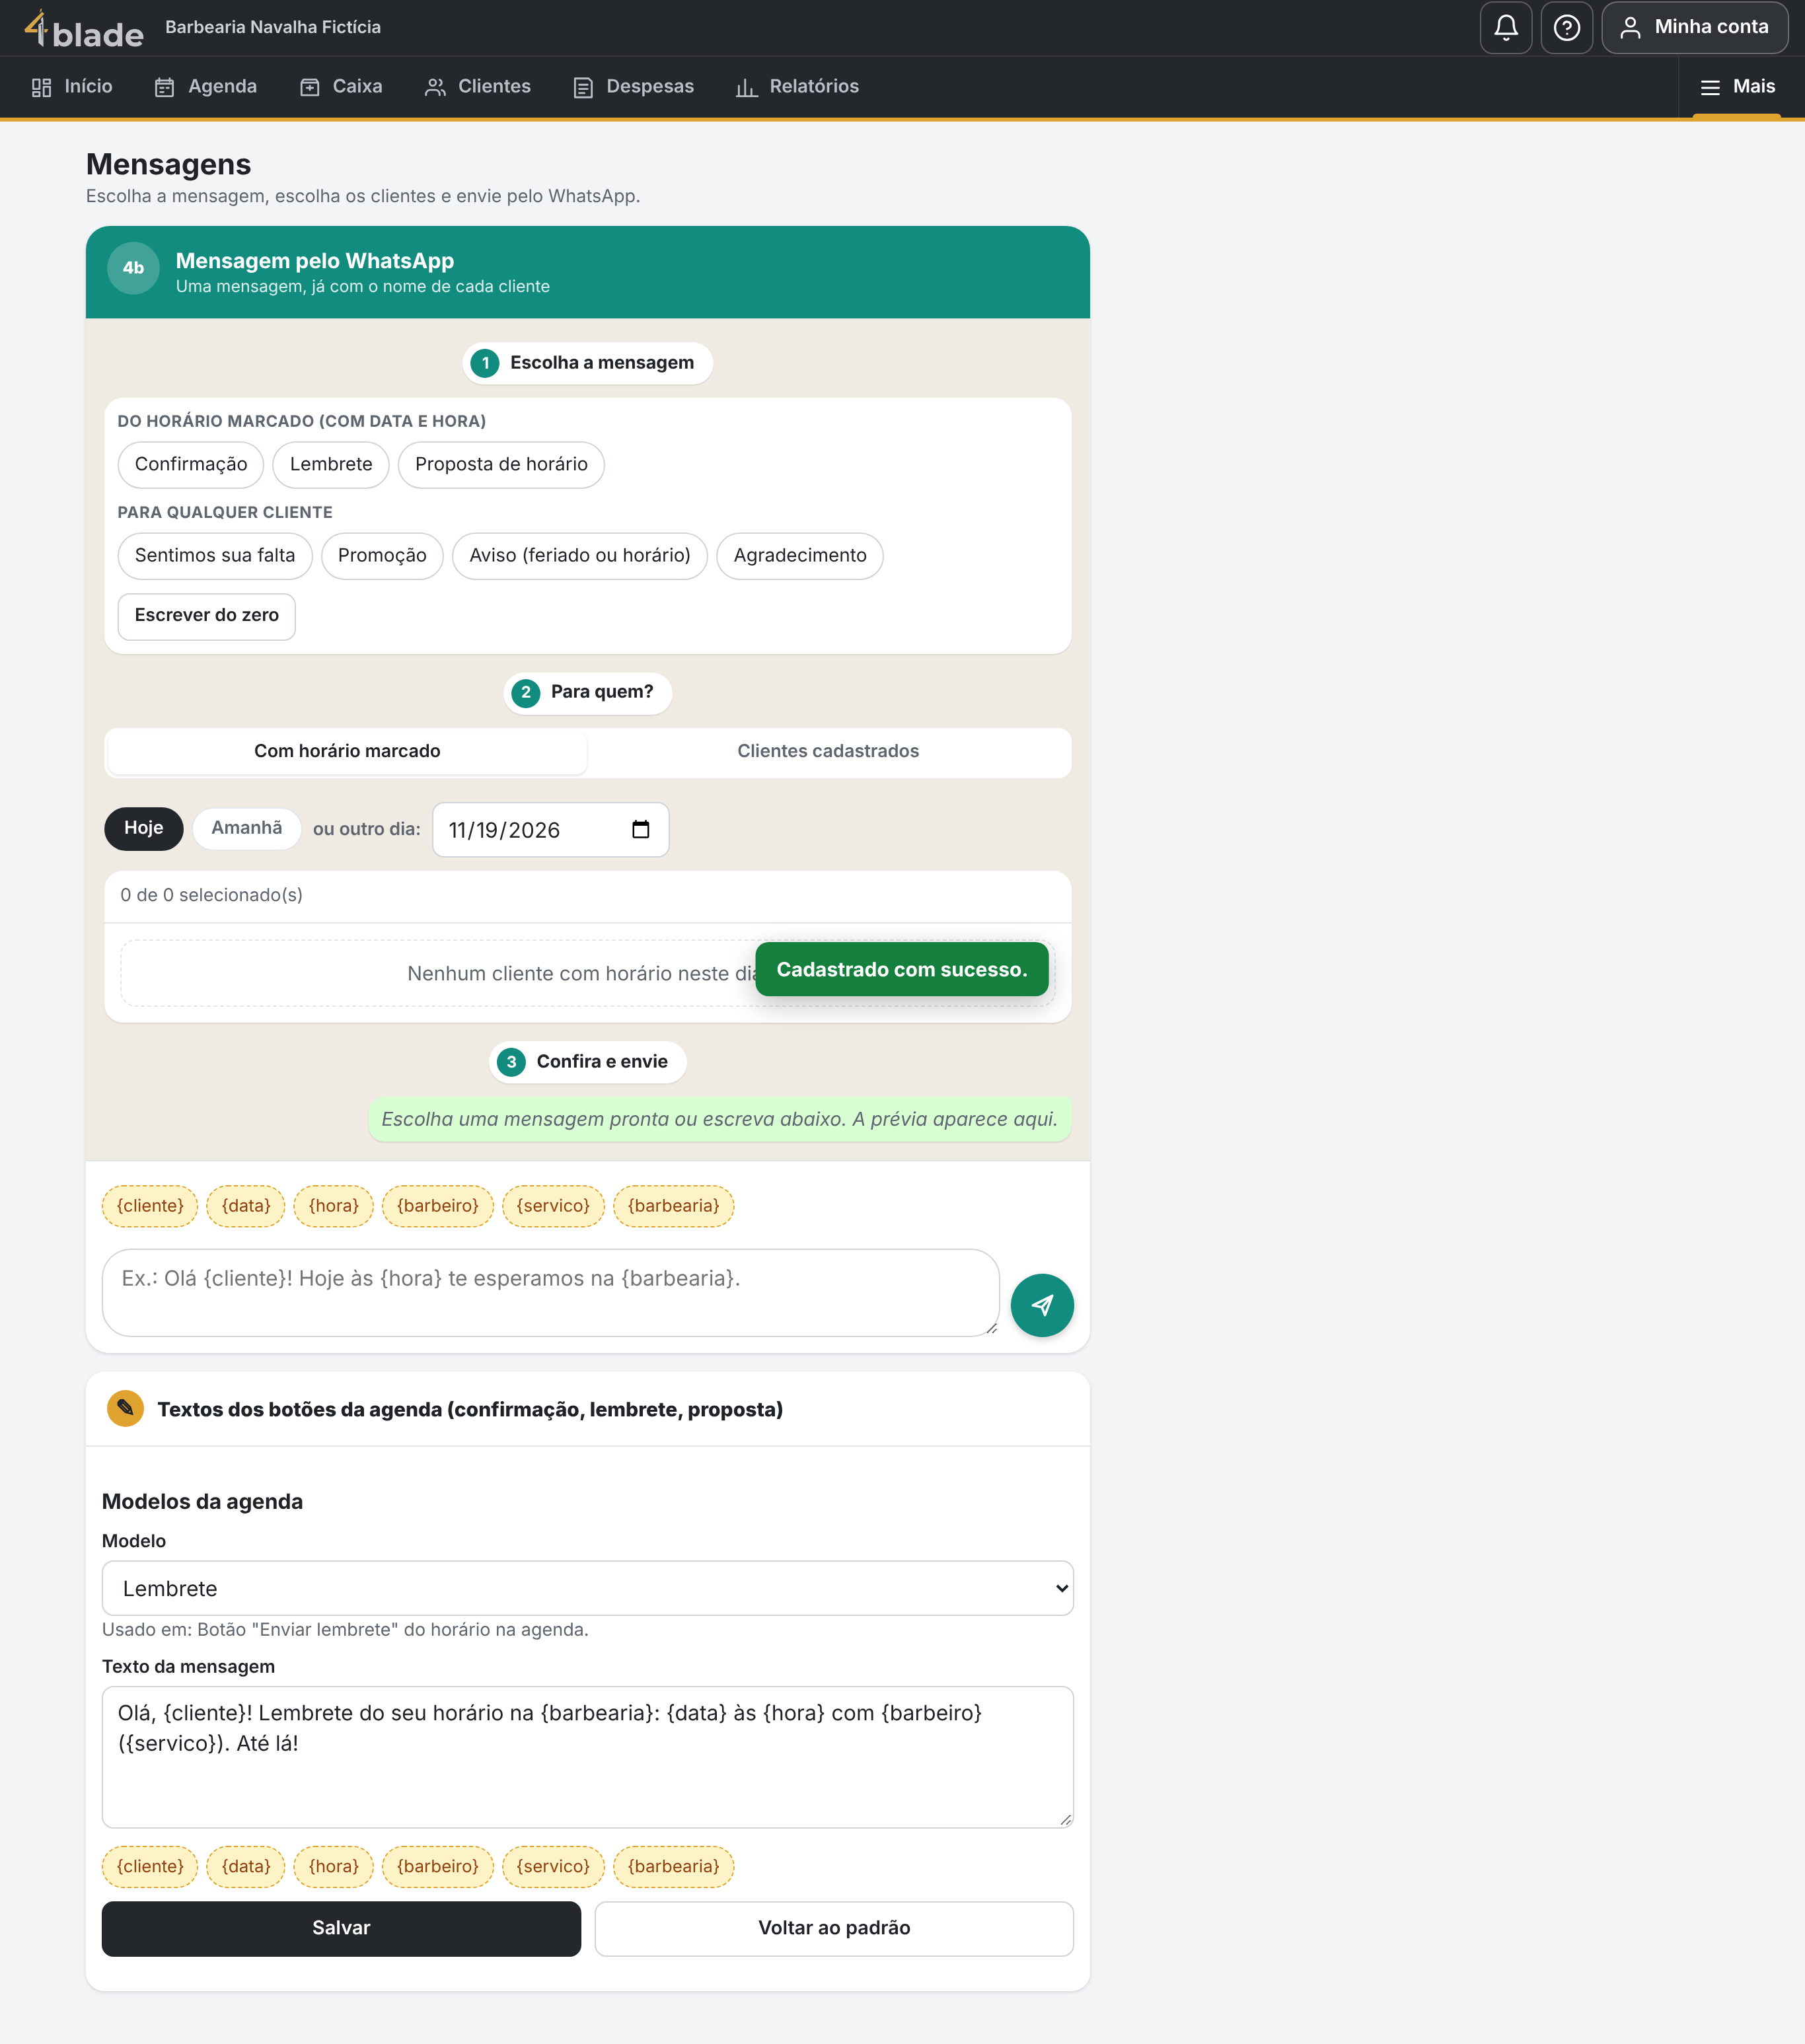 4blade
Barbearia Navalha Fictícia
Minha conta
Início
Agenda
Caixa
Clientes
Despesas
Relatórios
Mais
Mensagens
Escolha a mensagem, escolha os clientes e envie pelo WhatsApp.
4b
Mensagem pelo WhatsApp
Uma mensagem, já com o nome de cada cliente
1 Escolha a mensagem
DO HORÁRIO MARCADO (COM DATA E HORA)
Confirmação
Lembrete
Proposta de horário
PARA QUALQUER CLIENTE
Sentimos sua falta
Promoção
Aviso (feriado ou horário)
Agradecimento
Escrever do zero
2 Para quem?
Com horário marcado
Clientes cadastrados
Hoje
Amanhã
ou outro dia:
11/19/2026
0 de 0 selecionado(s)
Nenhum cliente com horário neste
Cadastrado com sucesso.
3 Confira e envie
Escolha uma mensagem pronta ou escreva abaixo. A prévia aparece aqui.
{cliente}
{data}
{hora}
{barbeiro}
{servico}
{barbearia}
Ex.: Olá {cliente}! Hoje às {hora} te esperamos na {barbearia}.
Textos dos botões da agenda (confirmação, lembrete, proposta)
Modelos da agenda
Modelo
Lembrete
Usado em: Botão "Enviar lembrete" do horário na agenda.
Texto da mensagem
Olá, {cliente}! Lembrete do seu horário na {barbearia}: {data} às {hora} com {barbeiro}
({servico}). Até lá!
{cliente}
{data}
{hora}
{barbeiro}
{servico}
{barbearia}
Salvar
Voltar ao padrão